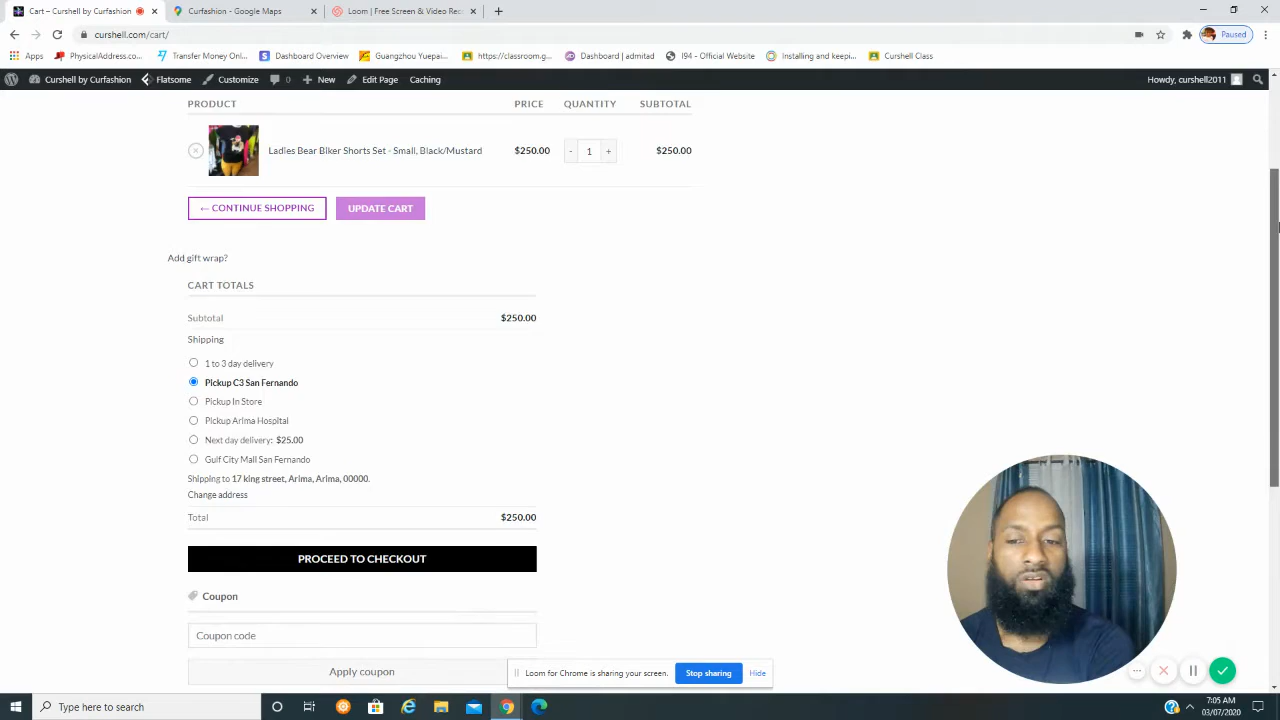 Cart – Curshell by Curfashion
Curfashion - Google Maps
Loom | Free Screen & Video Rec
curshell.com/cart/
Paused
Apps
PhysicalAddress.co...
Transfer Money Onl...
Dashboard Overview
Guangzhou Yuepai...
https://classroom.g...
Dashboard | admitad
I94 - Official Website
Installing and keepi...
Curshell Class
Curshell by Curfashion
Flatsome
Customize
0
New
Edit Page
Caching
Howdy, curshell2011
PRODUCT PRICE QUANTITY SUBTOTAL
Ladies Bear Biker Shorts Set - Small, Black/Mustard $250.00 - 1 + $250.00
← CONTINUE SHOPPING
UPDATE CART
Add gift wrap?
CART TOTALS
Subtotal $250.00
Shipping
1 to 3 day delivery
Pickup C3 San Fernando
Pickup In Store
Pickup Arima Hospital
Next day delivery: $25.00
Gulf City Mall San Fernando
Shipping to 17 king street, Arima, Arima, 00000.
Change address
Total $250.00
PROCEED TO CHECKOUT
Coupon
Coupon code
Apply coupon
Loom for Chrome is sharing your screen.
Stop sharing
Hide
Type here to search
7:05 AM
03/07/2020